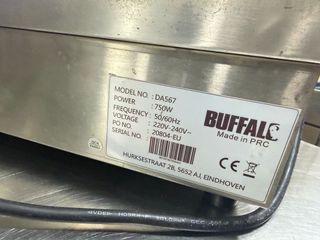 MODEL NO. : DA567
POWER : 750W
FREQUENCY : 50/60Hz
VOLTAGE : 220V-240V~
PO NO. : 20804-EU
SERIAL NO. :
BUFFALO
Made in PRC
CE
HURKSESTRAAT 28, 5652 AJ, EINDHOVEN